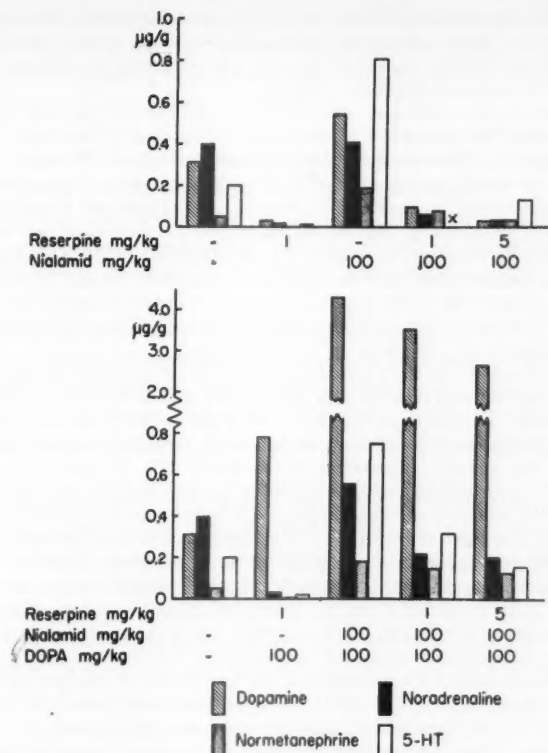 1.0
μg/g
0.8
0.6
0.4
0.2
0
x
Reserpine mg/kg - 1 - 1 5
Nialamid mg/kg - - 100 100 100
4.0
μg/g
3.0
2.0
0.8
0.6
0.4
0.2
0
Reserpine mg/kg - 1 - 1 5
Nialamid mg/kg - - 100 100 100
DOPA mg/kg - 100 100 100 100
Dopamine Noradrenaline
Normetanephrine 5-HT